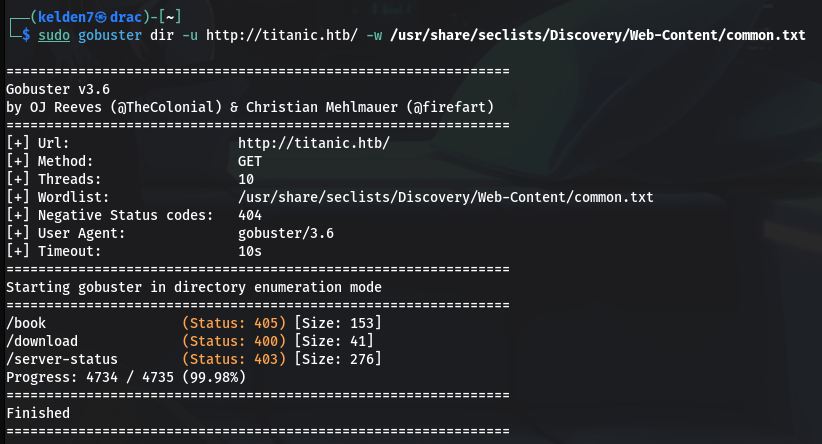 ┌──(kelden7㉿drac)-[~]
└─$ sudo gobuster dir -u http://titanic.htb/ -w /usr/share/seclists/Discovery/Web-Content/common.txt
===============================================================
Gobuster v3.6
by OJ Reeves (@TheColonial) & Christian Mehlmauer (@firefart)
===============================================================
[+] Url:                     http://titanic.htb/
[+] Method:                  GET
[+] Threads:                 10
[+] Wordlist:                /usr/share/seclists/Discovery/Web-Content/common.txt
[+] Negative Status codes:   404
[+] User Agent:              gobuster/3.6
[+] Timeout:                 10s
===============================================================
Starting gobuster in directory enumeration mode
===============================================================
/book                 (Status: 405) [Size: 153]
/download             (Status: 400) [Size: 41]
/server-status        (Status: 403) [Size: 276]
Progress: 4734 / 4735 (99.98%)
===============================================================
Finished
===============================================================